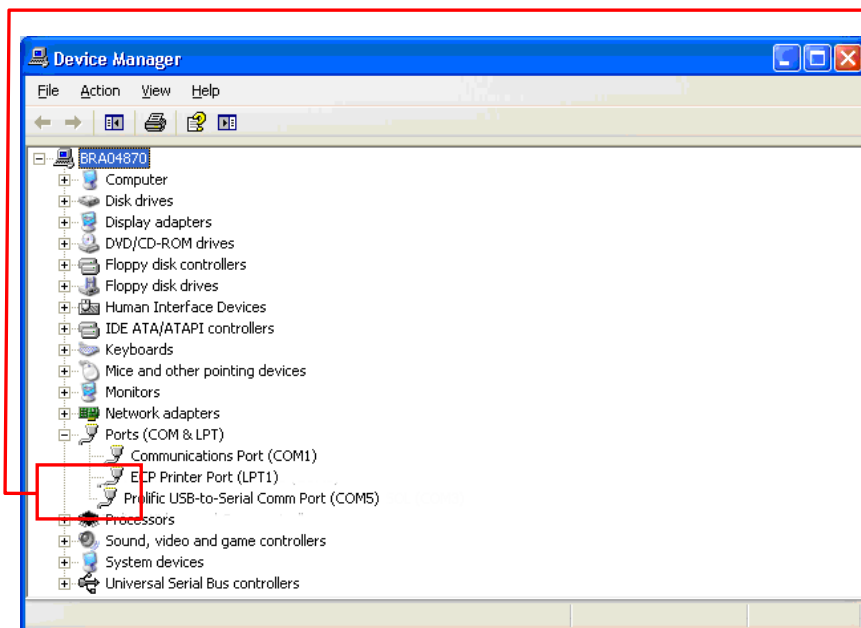 Device Manager
File Action View Help
BRA04870
Computer
Disk drives
Display adapters
DVD/CD-ROM drives
Floppy disk controllers
Floppy disk drives
Human Interface Devices
IDE ATA/ATAPI controllers
Keyboards
Mice and other pointing devices
Monitors
Network adapters
Ports (COM & LPT)
Communications Port (COM1)
ECP Printer Port (LPT1)
Prolific USB-to-Serial Comm Port (COM5)
Processors
Sound, video and game controllers
System devices
Universal Serial Bus controllers